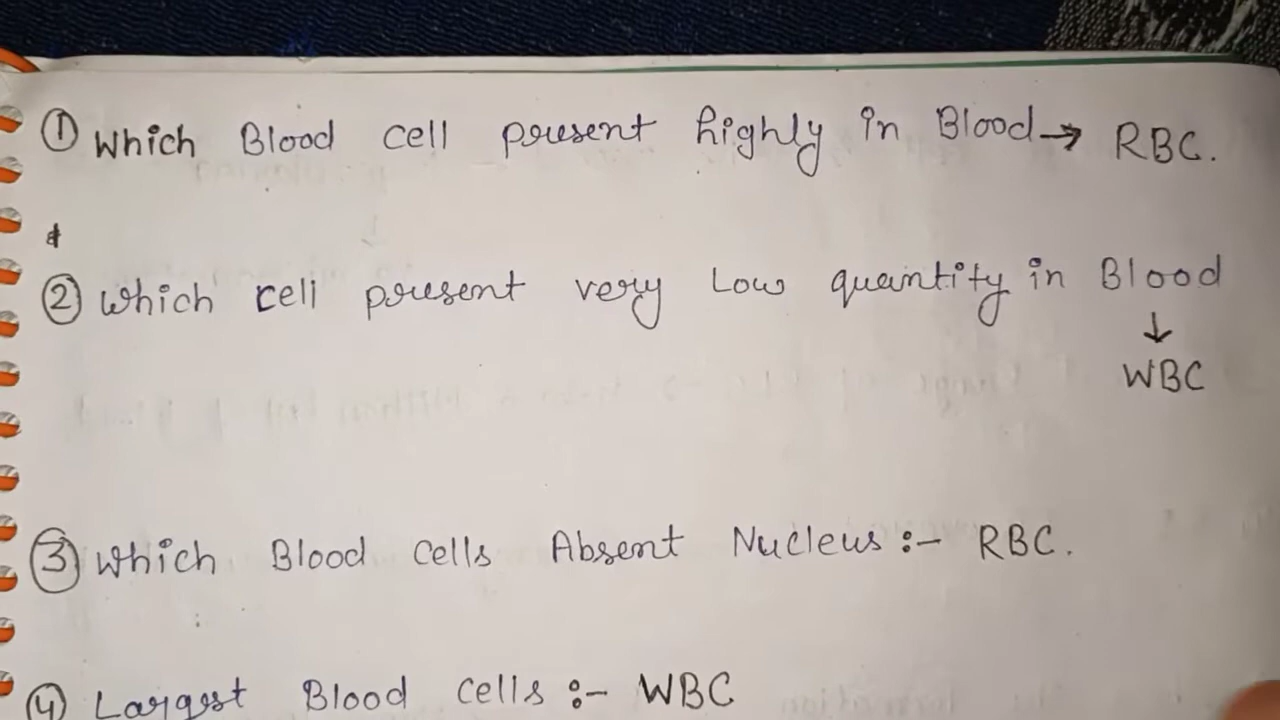 ① Which Blood cell present highly in Blood → RBC.
② Which cell present very Low quantity in Blood
↓
WBC
③ Which Blood cells Absent Nucleus :- RBC.
④ Largest Blood cells :- WBC